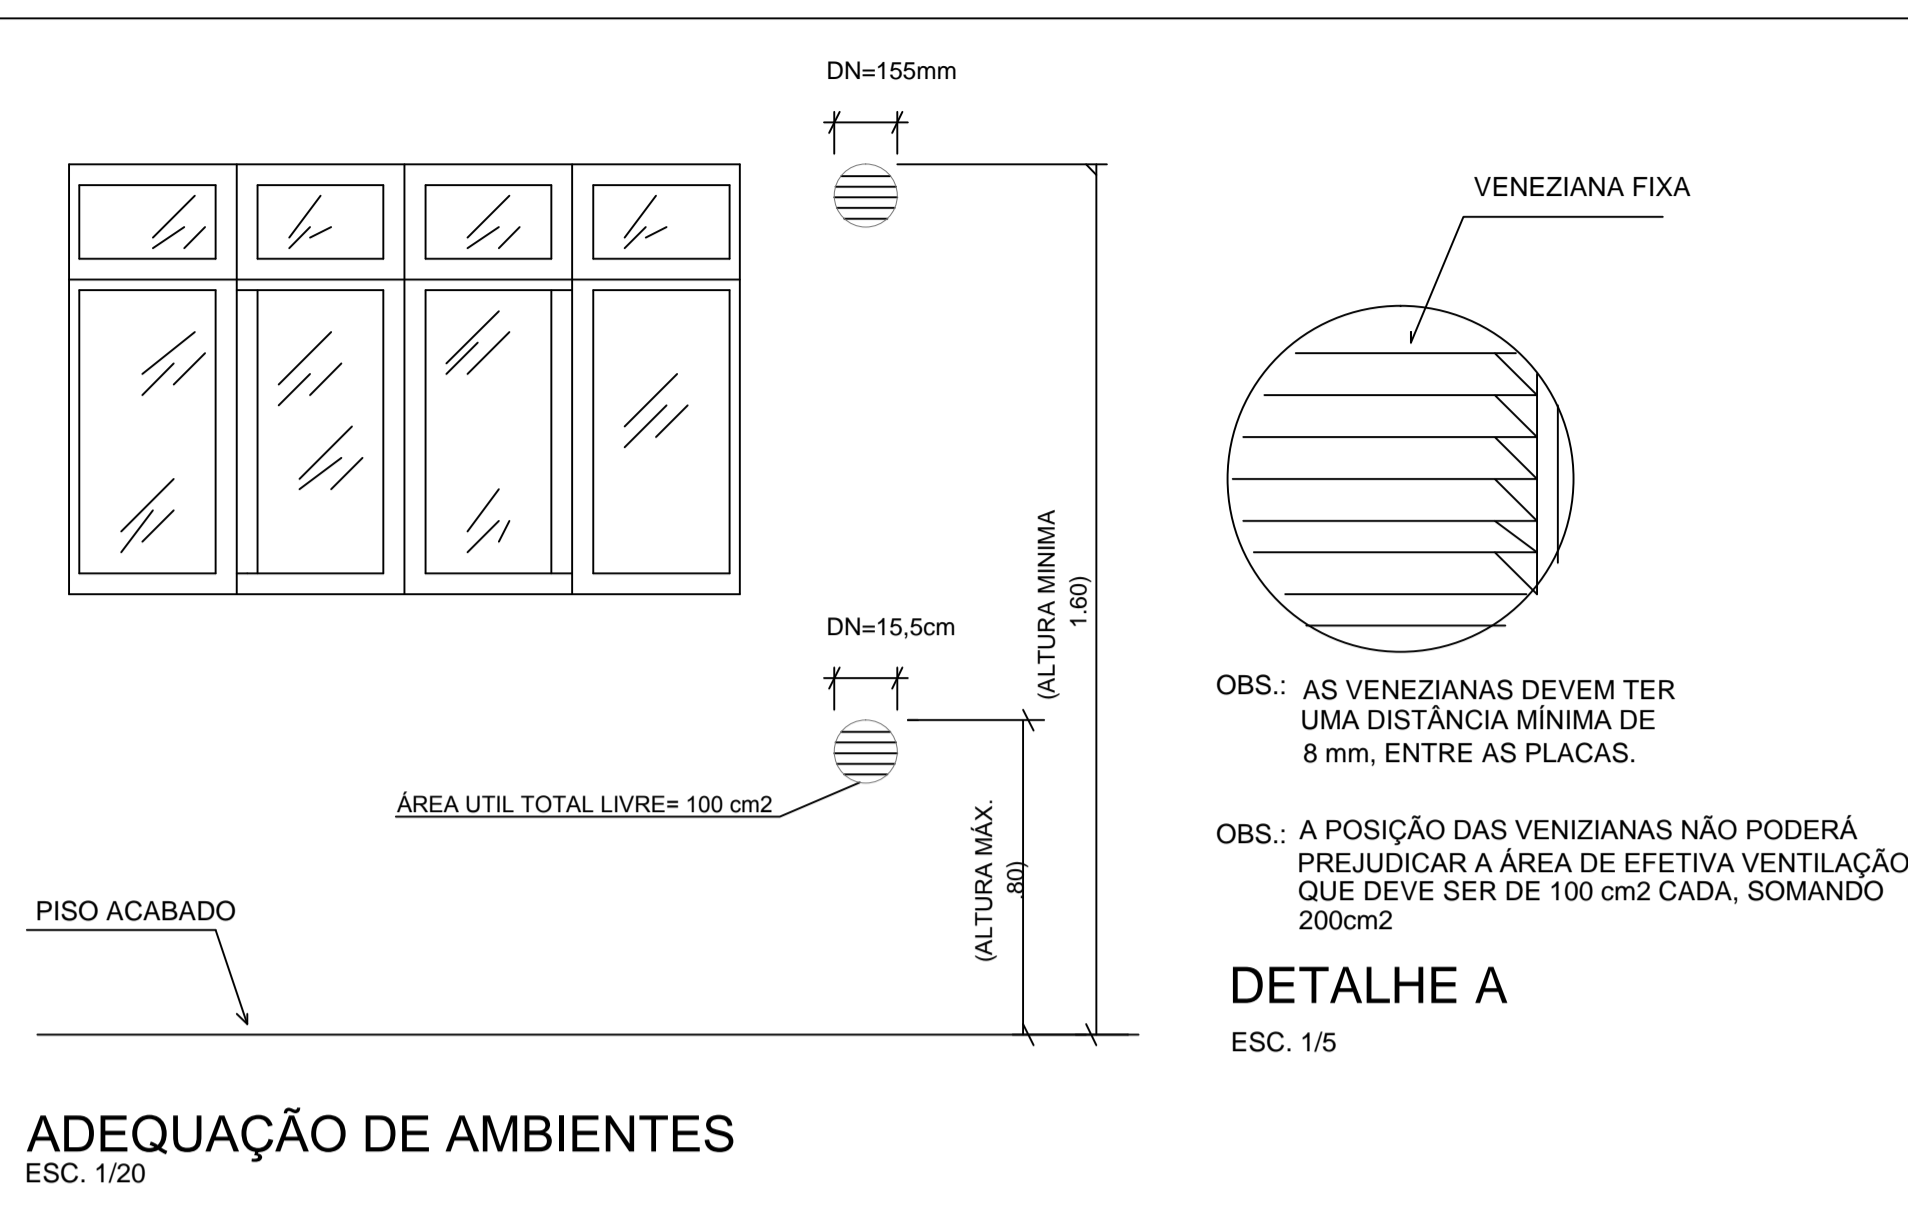 DN=155mm
VENEZIANA FIXA
(ALTURA MINIMA
1.60)
DN=15,5cm
ÁREA UTIL TOTAL LIVRE= 100 cm2
(ALTURA MÁX.
.80)
PISO ACABADO
OBS.: AS VENEZIANAS DEVEM TER
UMA DISTÂNCIA MÍNIMA DE
8 mm, ENTRE AS PLACAS.
OBS.: A POSIÇÃO DAS VENIZIANAS NÃO PODERÁ
PREJUDICAR A ÁREA DE EFETIVA VENTILAÇÃO
QUE DEVE SER DE 100 cm2 CADA, SOMANDO
200cm2
DETALHE A
ESC. 1/5
ADEQUAÇÃO DE AMBIENTES
ESC. 1/20